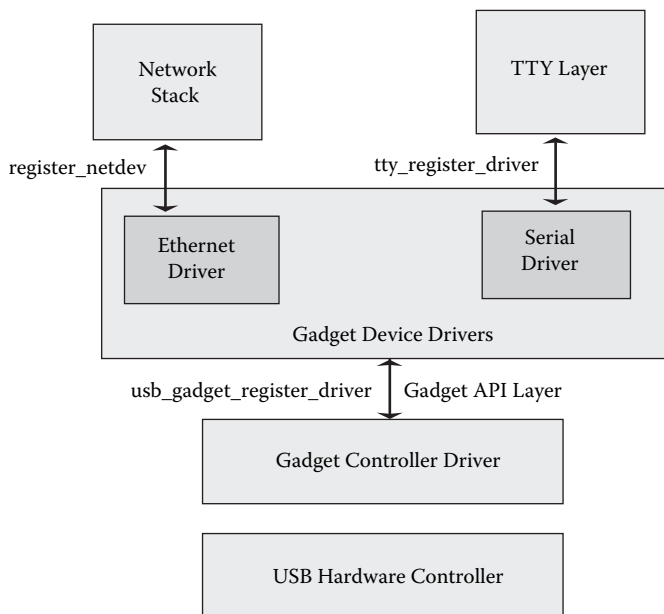 Network
Stack
TTY Layer
register_netdev
tty_register_driver
Ethernet
Driver
Serial
Driver
Gadget Device Drivers
usb_gadget_register_driver
Gadget API Layer
Gadget Controller Driver
USB Hardware Controller